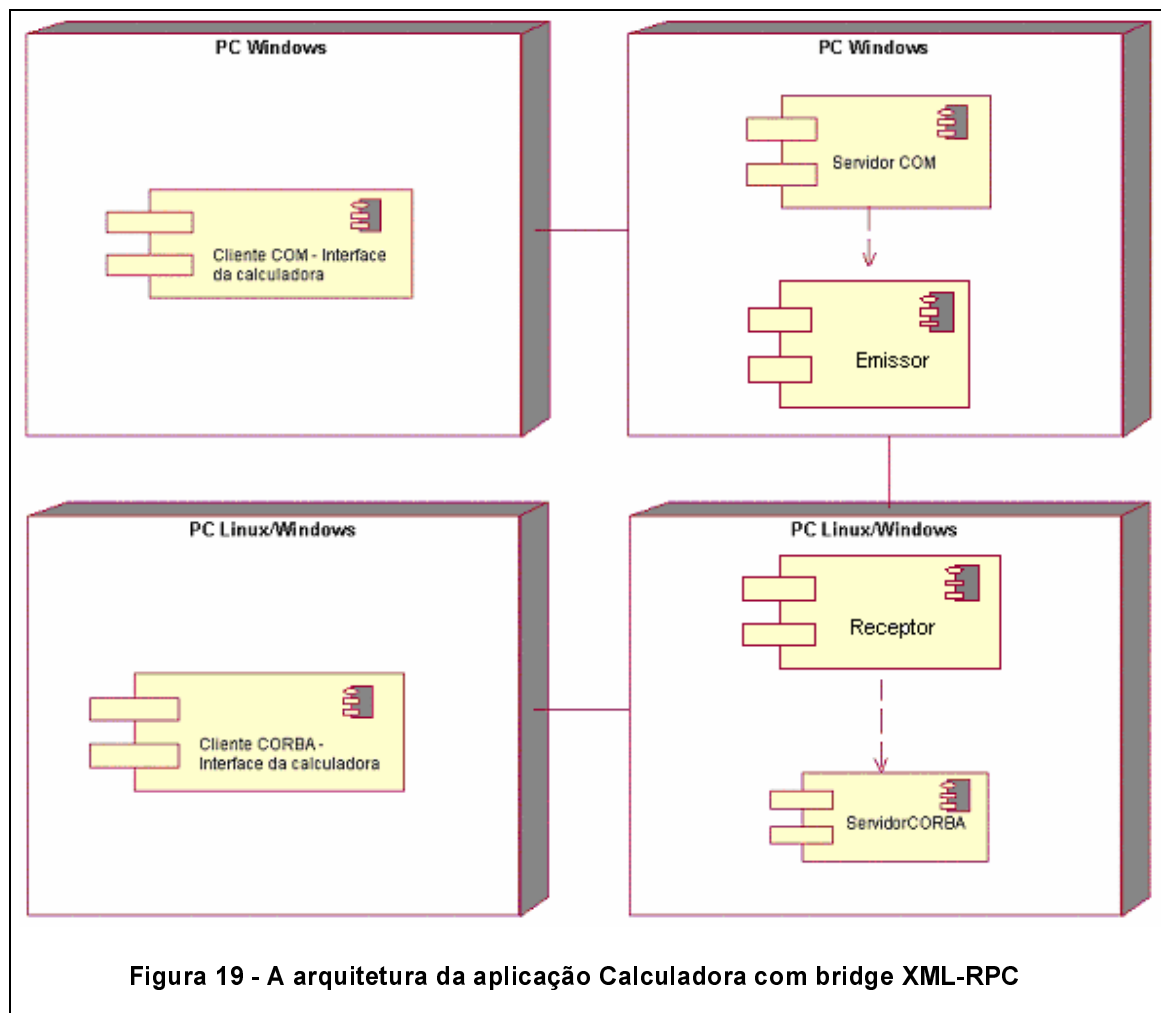 PC Windows
Cliente COM - Interface
da calculadora
PC Windows
Servidor COM
Emissor
PC Linux/Windows
Cliente CORBA -
Interface da calculadora
PC Linux/Windows
Receptor
ServidorCORBA
Figura 19 - A arquitetura da aplicação Calculadora com bridge XML-RPC